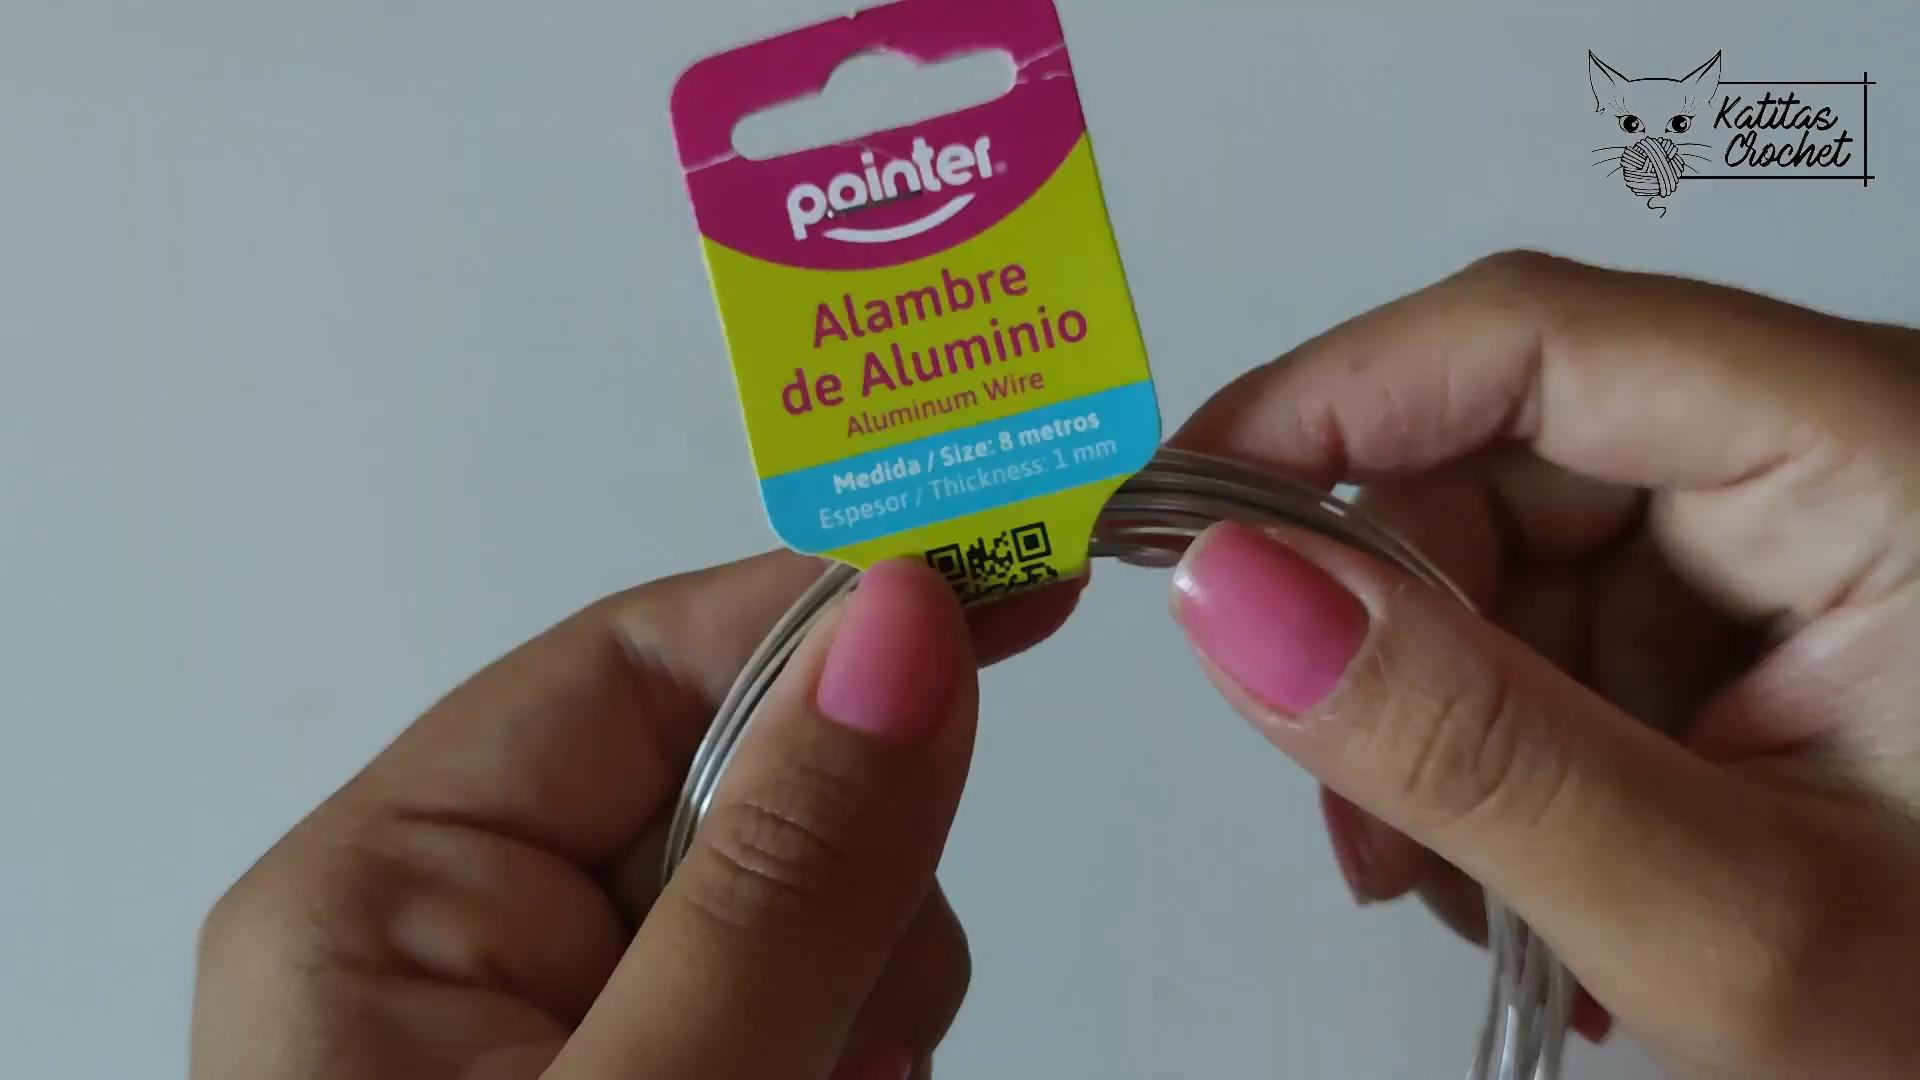 pointer
Alambre
de Aluminio
Aluminum Wire
Medida / Size: 8 metros
Espesor / Thickness: 1 mm
Katitas
Crochet